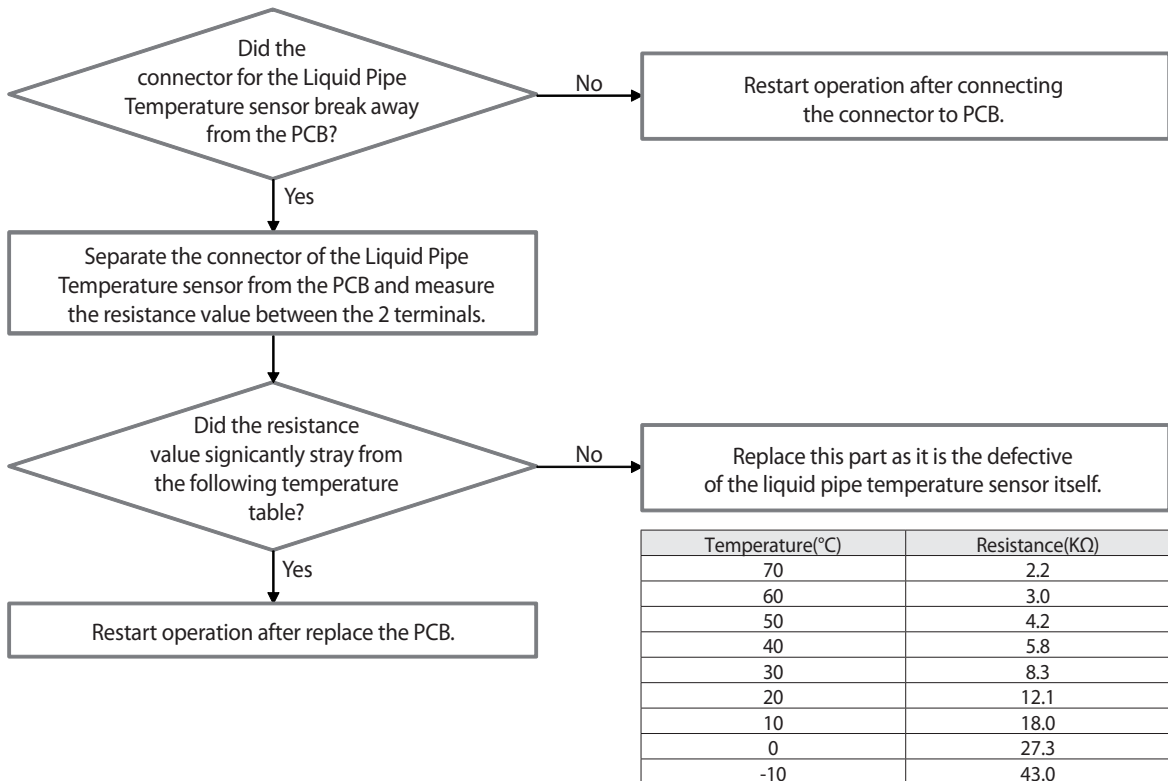 Did the
connector for the Liquid Pipe
Temperature sensor break away
from the PCB?
No
Restart operation after connecting
the connector to PCB.
Yes
Separate the connector of the Liquid Pipe
Temperature sensor from the PCB and measure
the resistance value between the 2 terminals.
Did the resistance
value signicantly stray from
the following temperature
table?
No
Replace this part as it is the defective
of the liquid pipe temperature sensor itself.
Yes
Restart operation after replace the PCB.
Temperature(°C) Resistance(KΩ)
70 2.2
60 3.0
50 4.2
40 5.8
30 8.3
20 12.1
10 18.0
0 27.3
-10 43.0